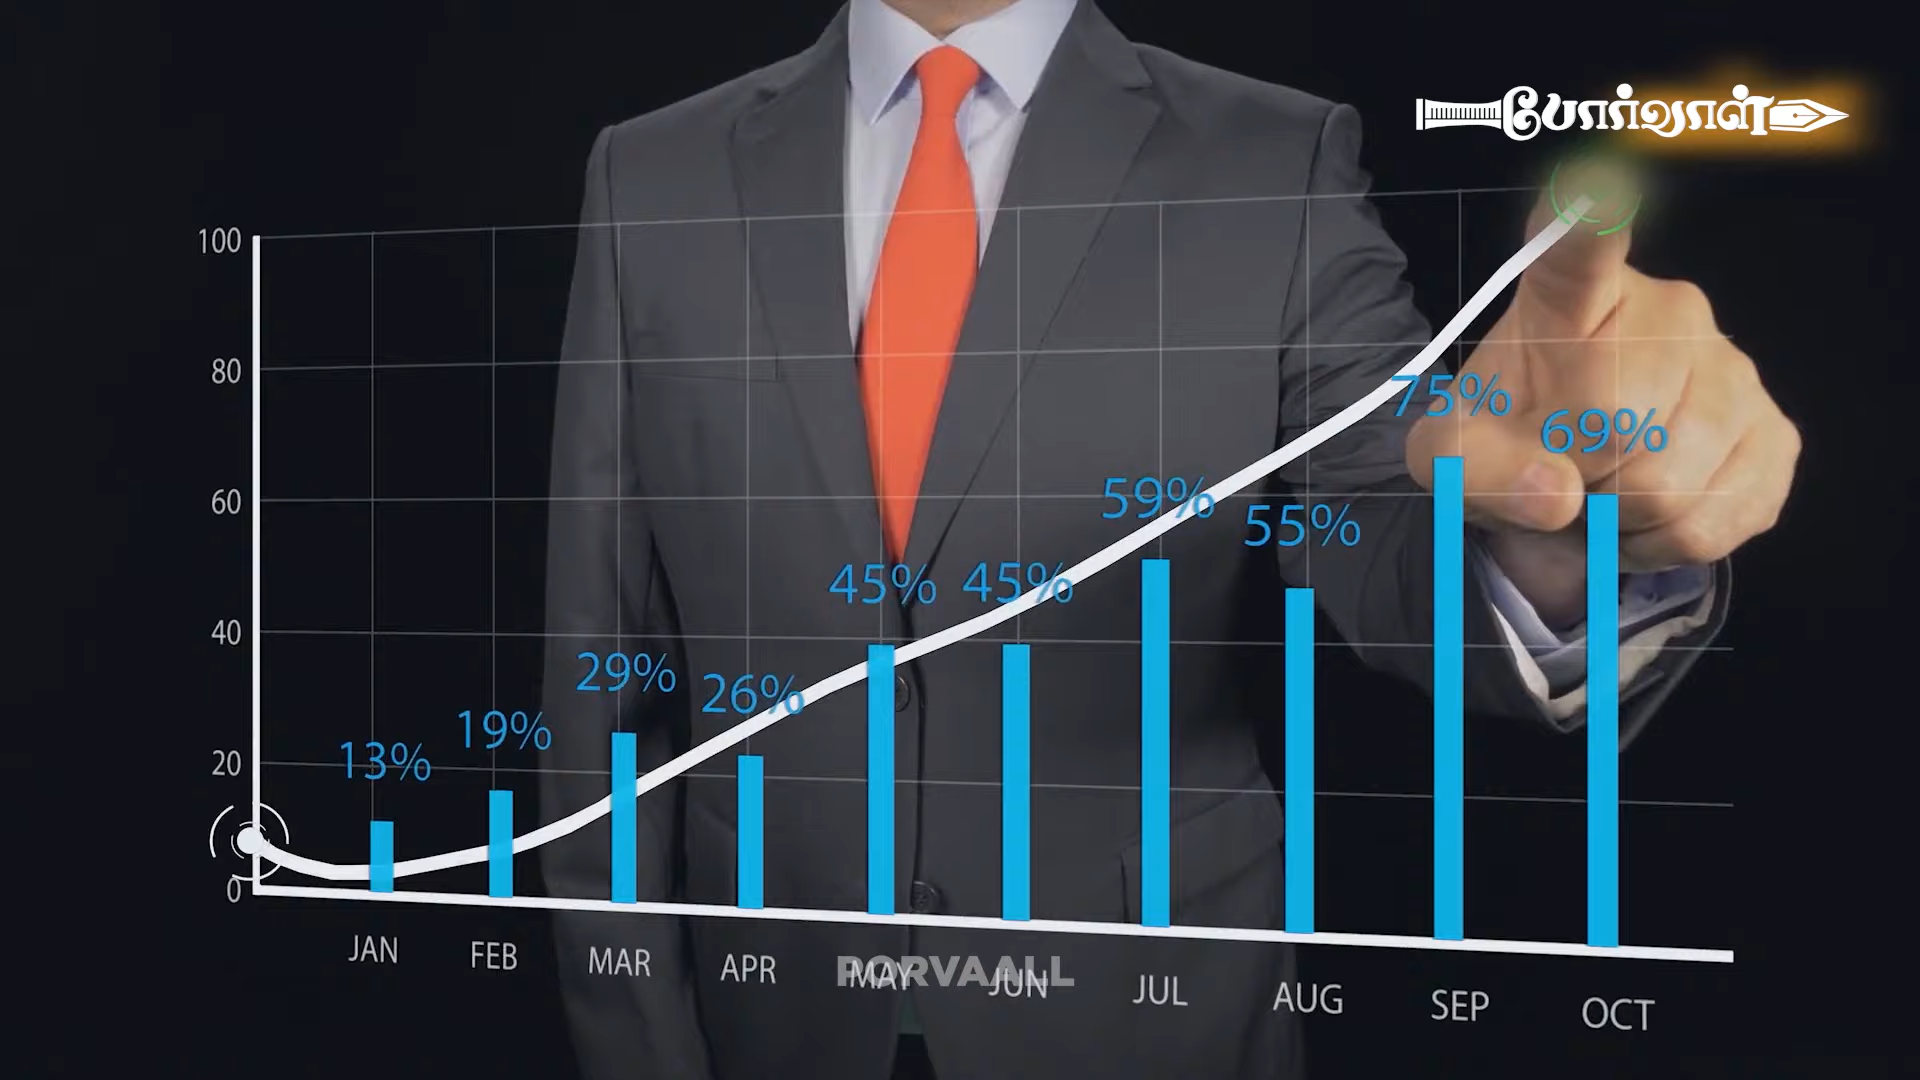 போர்வாள்
100
80
60
40
20
0
13%
19%
29%
26%
45%
45%
59%
55%
75%
69%
JAN
FEB
MAR
APR
MAY
JUN
JUL
AUG
SEP
OCT
PORVAALL